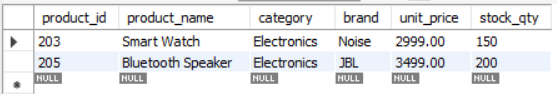 product_id product_name category brand unit_price stock_qty
203 Smart Watch Electronics Noise 2999.00 150
205 Bluetooth Speaker Electronics JBL 3499.00 200
NULL NULL NULL NULL NULL NULL